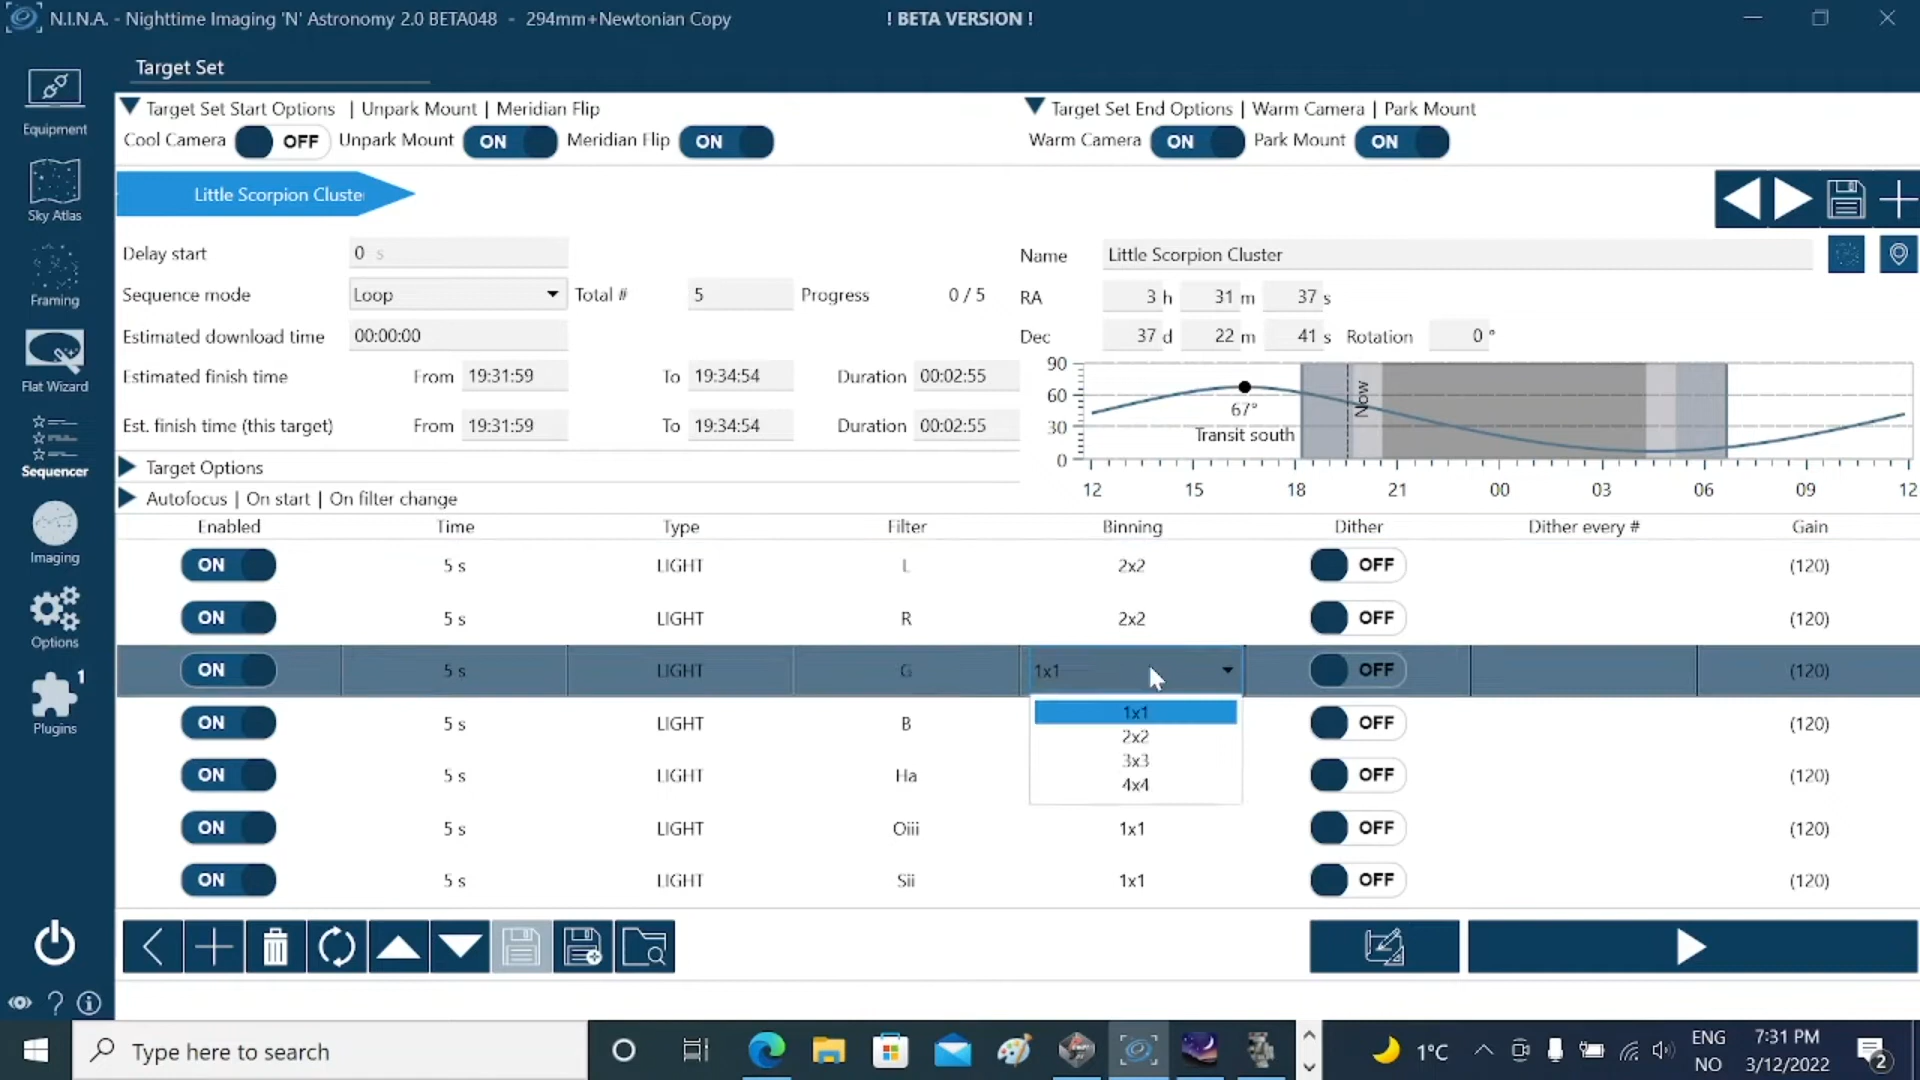 N.I.N.A. - Nighttime Imaging 'N' Astronomy 2.0 BETA048 - 294mm+Newtonian Copy
! BETA VERSION !
Target Set
Equipment
Sky Atlas
Framing
Flat Wizard
Sequencer
Imaging
Options
1
Plugins
Target Set Start Options | Unpark Mount | Meridian Flip
Cool Camera OFF Unpark Mount ON Meridian Flip ON
Target Set End Options | Warm Camera | Park Mount
Warm Camera ON Park Mount ON
Little Scorpion Cluste
Delay start 0 s
Sequence mode Loop Total # 5 Progress 0 / 5
Estimated download time 00:00:00
Estimated finish time From 19:31:59 To 19:34:54 Duration 00:02:55
Est. finish time (this target) From 19:31:59 To 19:34:54 Duration 00:02:55
Target Options
Autofocus | On start | On filter change
Name Little Scorpion Cluster
RA 3 h 31 m 37 s
Dec 37 d 22 m 41 s Rotation 0 °
90
60
30
0
67°
Transit south
Now
12 15 18 21 00 03 06 09 12
Enabled Time Type Filter Binning Dither Dither every # Gain
ON 5 s LIGHT L 2x2 OFF (120)
ON 5 s LIGHT R 2x2 OFF (120)
ON 5 s LIGHT G 1x1 OFF (120)
ON 5 s LIGHT B OFF (120)
ON 5 s LIGHT Ha OFF (120)
ON 5 s LIGHT Oiii 1x1 OFF (120)
ON 5 s LIGHT Sii 1x1 OFF (120)
1x1
2x2
3x3
4x4
Type here to search
1°C
ENG
NO
7:31 PM
3/12/2022
2